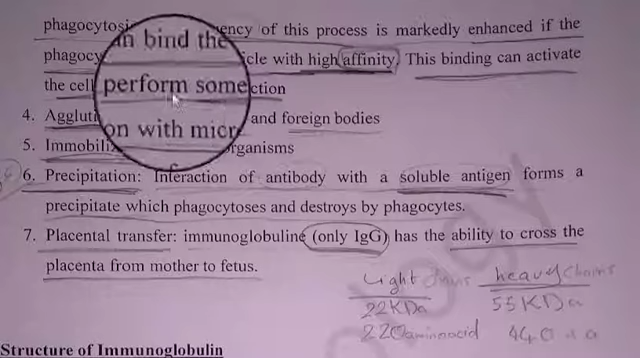 phagocytosi ency of this process is markedly enhanced if the
phagocy an bind the cle with high affinity. This binding can activate
the cell perform some ction
4. Aggluti and foreign bodies
5. Immobili on with micr rganisms
6. Precipitation: Interaction of antibody with a soluble antigen forms a
precipitate which phagocytoses and destroys by phagocytes.
7. Placental transfer: immunoglobuline (only IgG) has the ability to cross the
placenta from mother to fetus.
Light chains heavy chains
22KDa 55KDa
220aminoacid 440 a a
Structure of Immunoglobulin